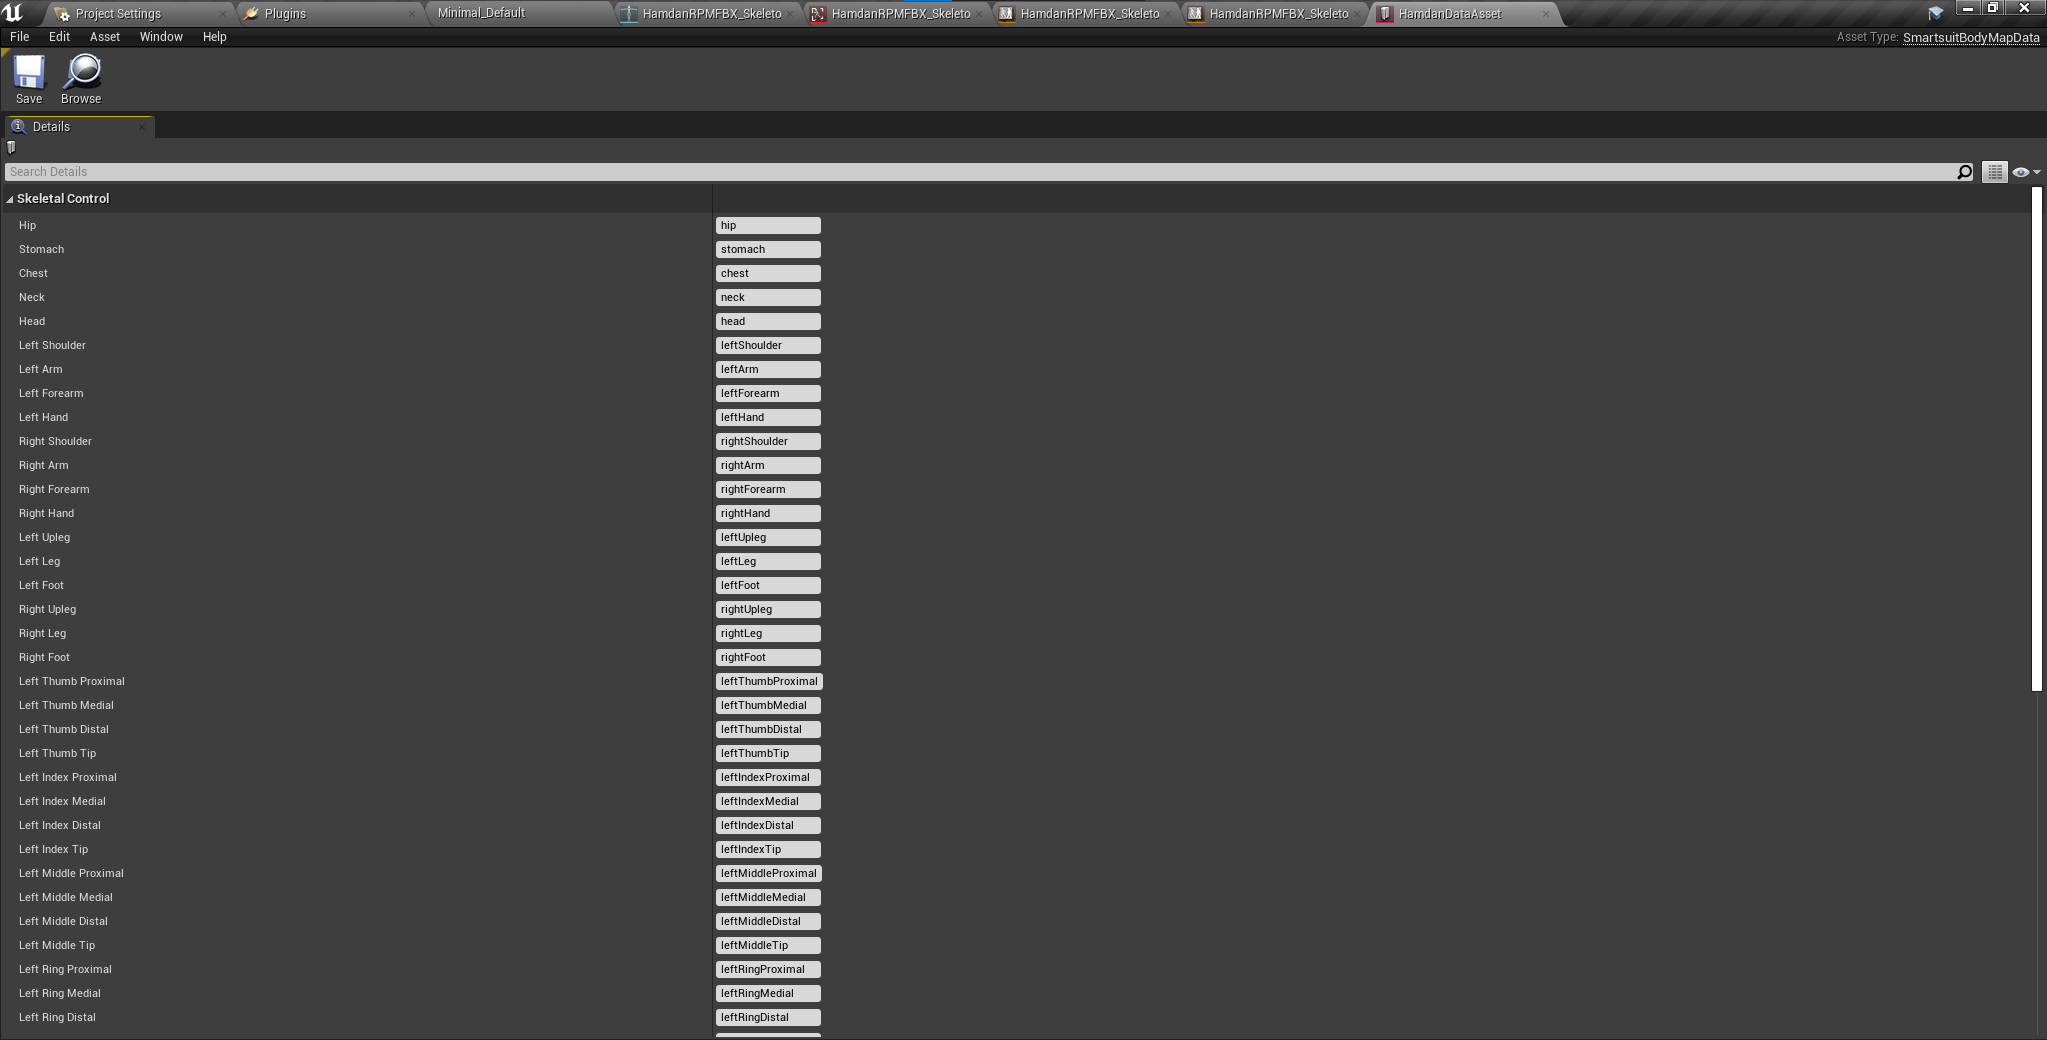 Project Settings
Plugins
Minimal_Default
HamdanRPMFBX_Skeleto
HamdanRPMFBX_Skeleto
HamdanRPMFBX_Skeleto
HamdanRPMFBX_Skeleto
HamdanDataAsset
File Edit Asset Window Help
Asset Type: SmartsuitBodyMapData
Save
Browse
Details
Search Details
Skeletal Control
Hip hip
Stomach stomach
Chest chest
Neck neck
Head head
Left Shoulder leftShoulder
Left Arm leftArm
Left Forearm leftForearm
Left Hand leftHand
Right Shoulder rightShoulder
Right Arm rightArm
Right Forearm rightForearm
Right Hand rightHand
Left Upleg leftUpleg
Left Leg leftLeg
Left Foot leftFoot
Right Upleg rightUpleg
Right Leg rightLeg
Right Foot rightFoot
Left Thumb Proximal leftThumbProximal
Left Thumb Medial leftThumbMedial
Left Thumb Distal leftThumbDistal
Left Thumb Tip leftThumbTip
Left Index Proximal leftIndexProximal
Left Index Medial leftIndexMedial
Left Index Distal leftIndexDistal
Left Index Tip leftIndexTip
Left Middle Proximal leftMiddleProximal
Left Middle Medial leftMiddleMedial
Left Middle Distal leftMiddleDistal
Left Middle Tip leftMiddleTip
Left Ring Proximal leftRingProximal
Left Ring Medial leftRingMedial
Left Ring Distal leftRingDistal